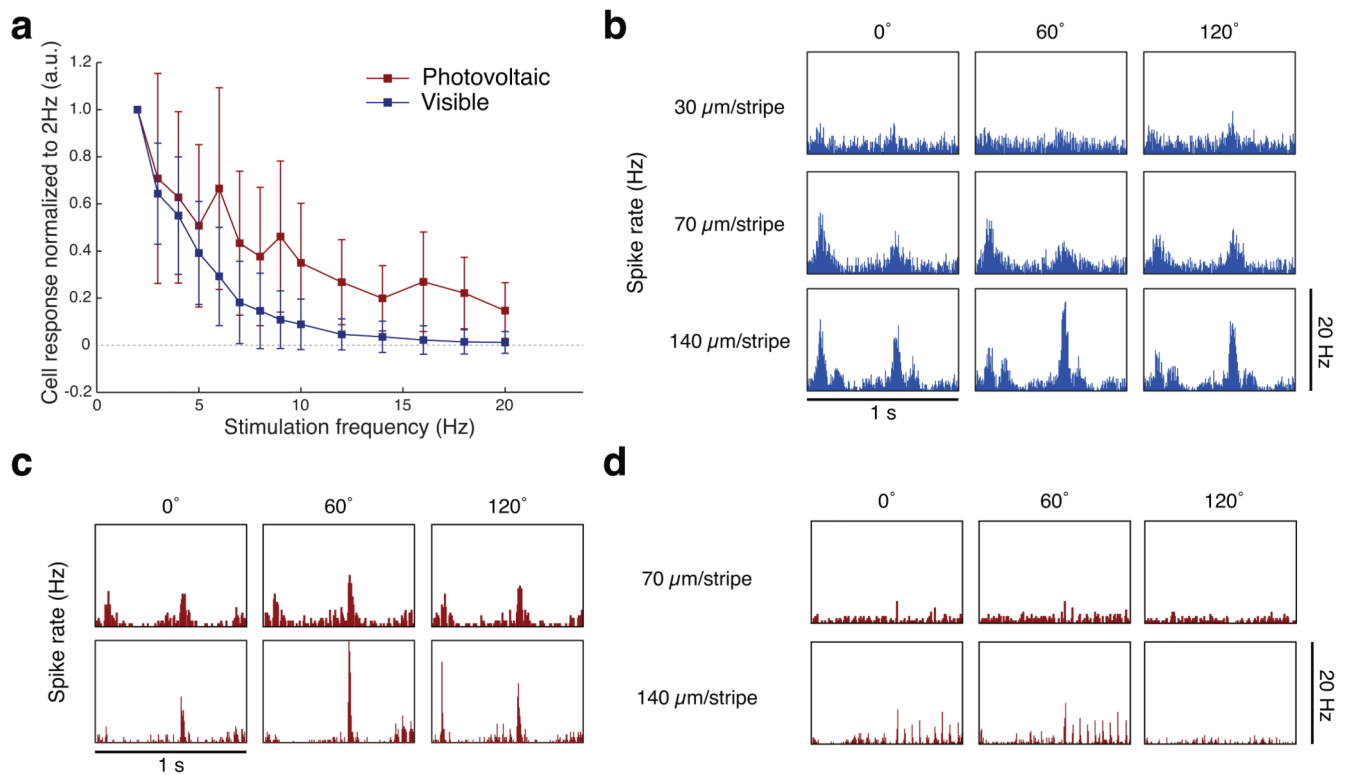 a
Cell response normalized to 2Hz (a.u.)
1.2
1.0
0.8
0.6
0.4
0.2
0
-0.2
0
5
10
15
20
Stimulation frequency (Hz)
Photovoltaic
Visible
b
0°
60°
120°
Spike rate (Hz)
30 µm/stripe
70 µm/stripe
140 µm/stripe
20 Hz
1 s
c
0°
60°
120°
Spike rate (Hz)
1 s
d
0°
60°
120°
70 µm/stripe
140 µm/stripe
20 Hz